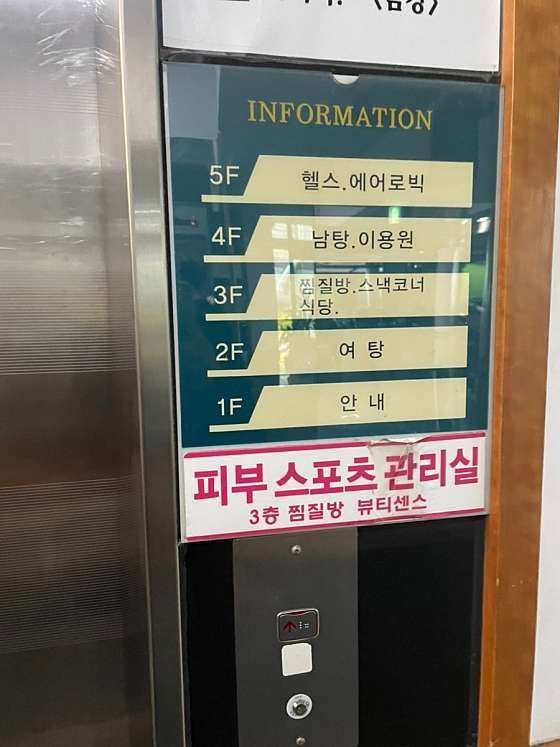 INFORMATION
5F 헬스.에어로빅
4F 남탕.이용원
3F 찜질방.스낵코너
식당.
2F 여 탕
1F 안 내
피부 스포츠 관리실
3층 찜질방 뷰티센스